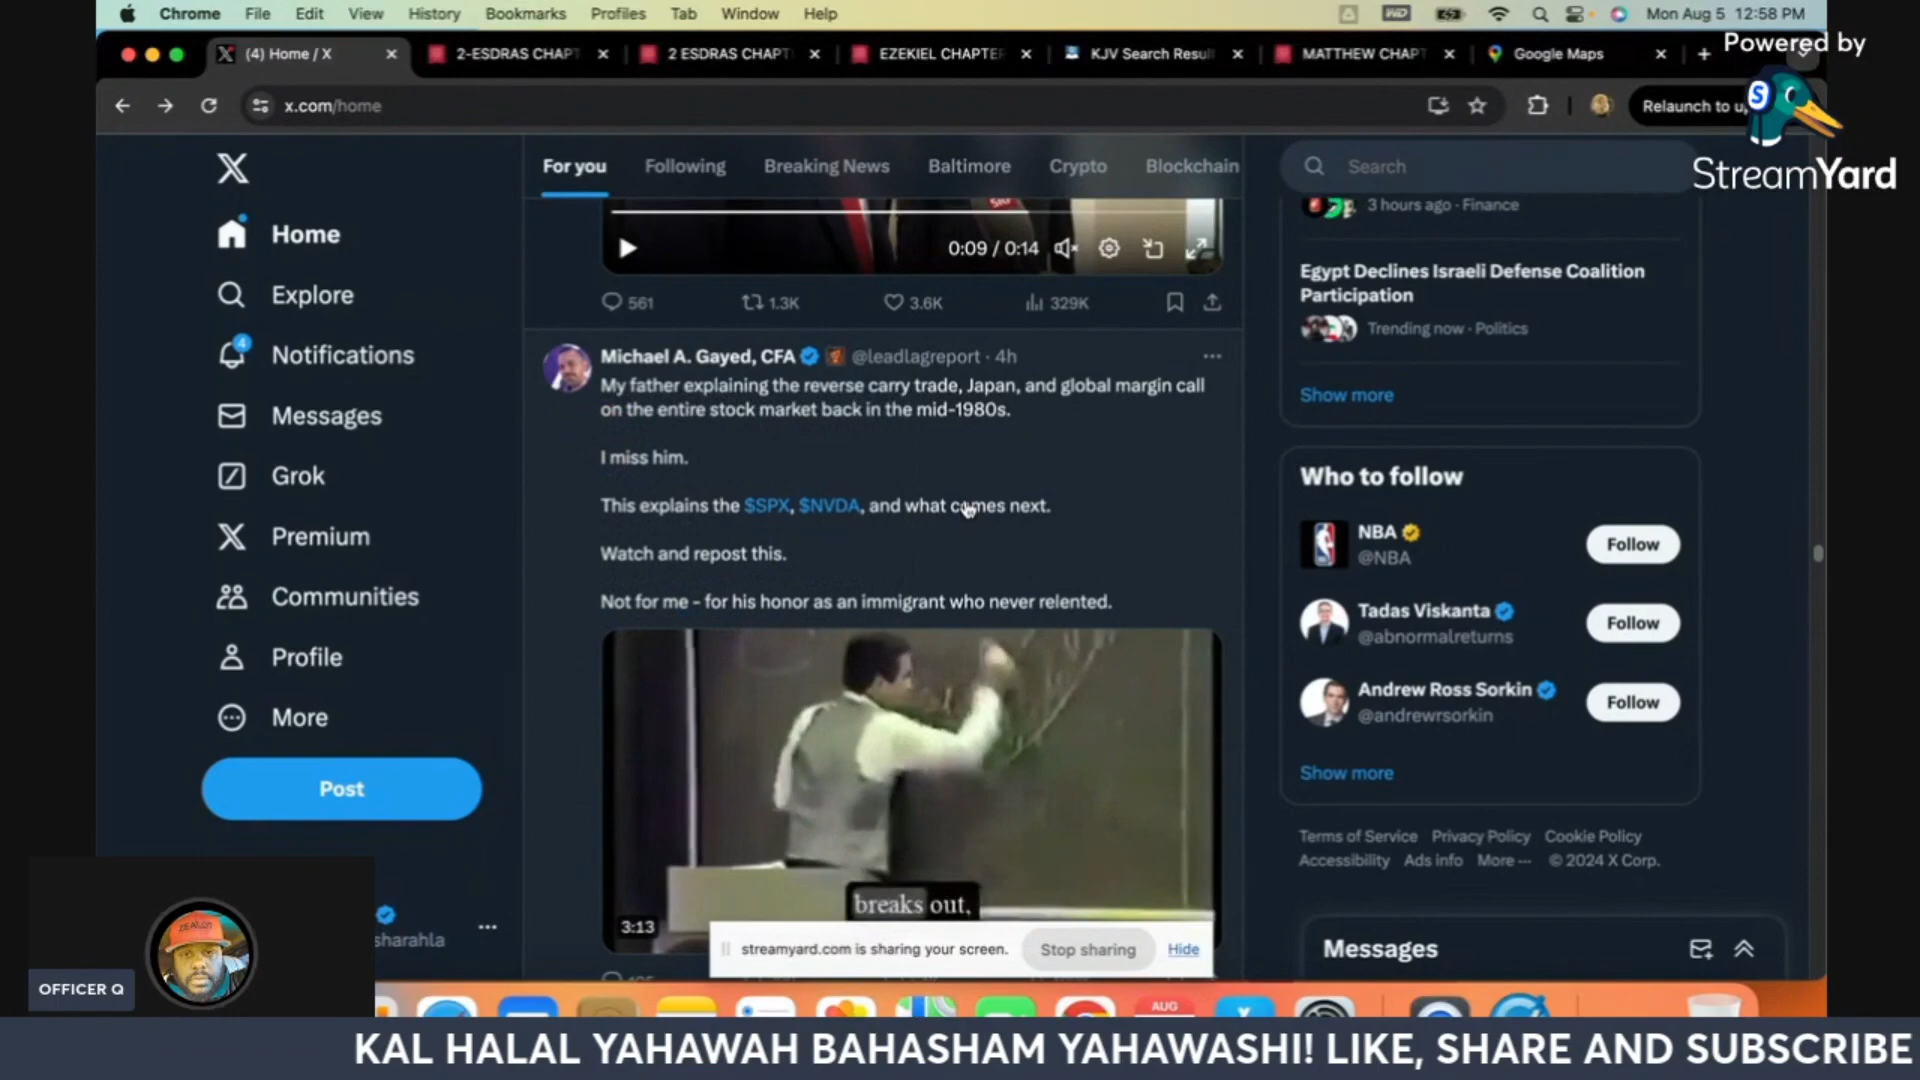 Chrome File Edit View History Bookmarks Profiles Tab Window Help
Mon Aug 5 12:58 PM
Powered by
StreamYard
(4) Home / X
2-ESDRAS CHAPT
2 ESDRAS CHAPT
EZEKIEL CHAPTER
KJV Search Resul
MATTHEW CHAPT
Google Maps
x.com/home
Relaunch to u
Home
Explore
4
Notifications
Messages
Grok
Premium
Communities
Profile
More
Post
sharahla
OFFICER Q
For you Following Breaking News Baltimore Crypto Blockchain
0:09 / 0:14
561 1.3K 3.6K 329K
Michael A. Gayed, CFA @leadlagreport · 4h
My father explaining the reverse carry trade, Japan, and global margin call
on the entire stock market back in the mid-1980s.
I miss him.
This explains the $SPX, $NVDA, and what comes next.
Watch and repost this.
Not for me - for his honor as an immigrant who never relented.
breaks out,
3:13
streamyard.com is sharing your screen. Stop sharing Hide
Search
3 hours ago · Finance
Egypt Declines Israeli Defense Coalition
Participation
Trending now · Politics
Show more
Who to follow
NBA
@NBA
Follow
Tadas Viskanta
@abnormalreturns
Follow
Andrew Ross Sorkin
@andrewrsorkin
Follow
Show more
Terms of Service Privacy Policy Cookie Policy
Accessibility Ads info More ··· © 2024 X Corp.
Messages
AUG
KAL HALAL YAHAWAH BAHASHAM YAHAWASHI! LIKE, SHARE AND SUBSCRIBE